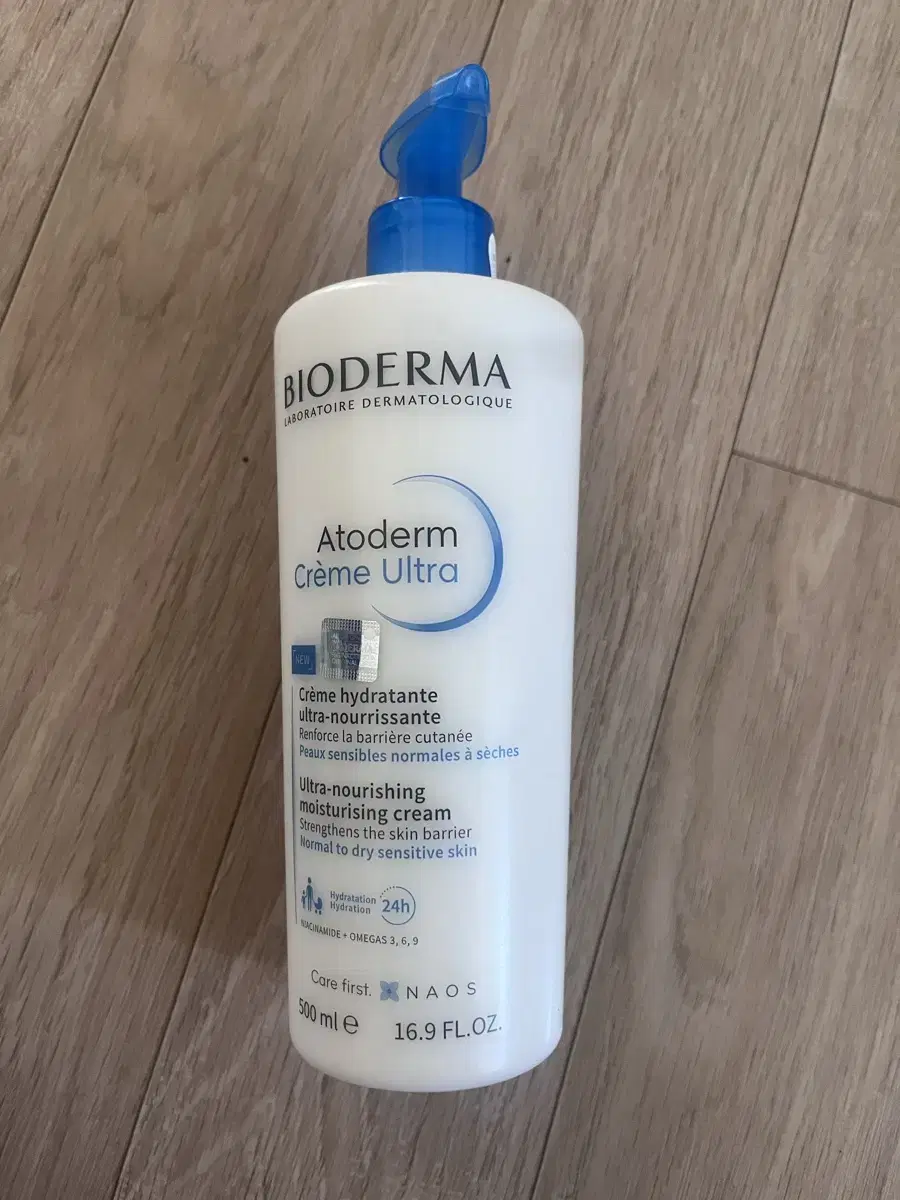 BIODERMA
LABORATOIRE DERMATOLOGIQUE
Atoderm
Crème Ultra
NEW
Crème hydratante
ultra-nourrissante
Renforce la barrière cutanée
Peaux sensibles normales à sèches
Ultra-nourishing
moisturising cream
Strengthens the skin barrier
Normal to dry sensitive skin
Hydratation
Hydration
24h
NIACINAMIDE + OMEGAS 3, 6, 9
Care first. NAOS
500 ml e 16.9 FL.OZ.